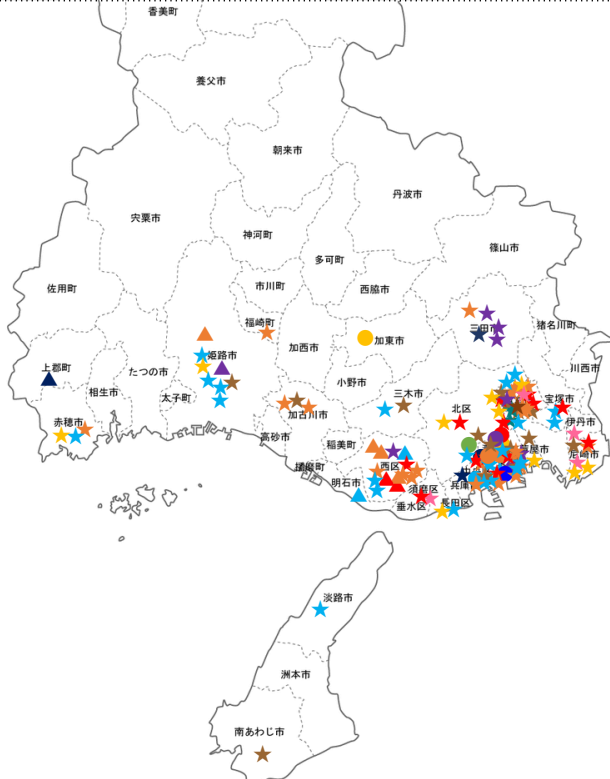 香美町
養父市
朝来市
丹波市
宍粟市
神河町
篠山市
多可町
佐用町
市川町
西脇市
福崎町
三田市
猪名川町
加東市
加西市
姫路市
上郡町
たつの市
川西市
小野市
相生市
太子町
三木市
宝塚市
北区
加古川市
赤穂市
伊丹市
高砂市
稲美町
芦屋市
尼崎市
播磨町
西区
明石市
須磨区
兵庫
長田区
垂水区
淡路市
洲本市
南あわじ市